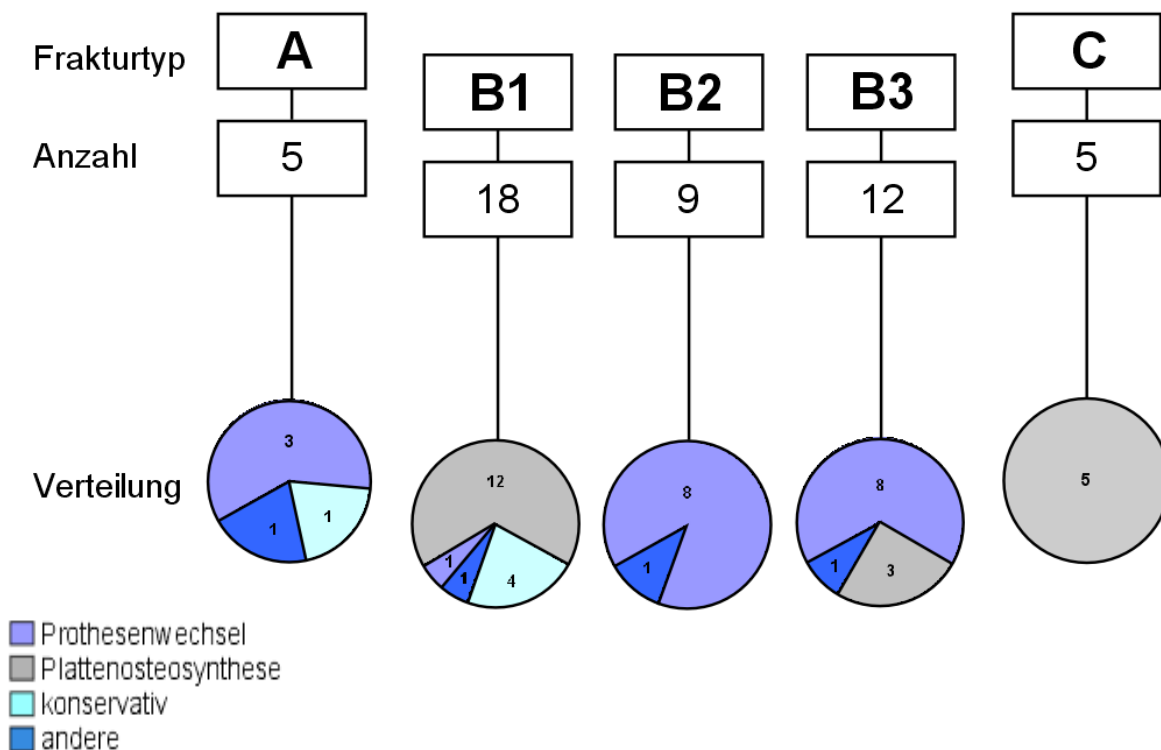 Frakturtyp
A
B1
B2
B3
C
Anzahl
5
18
9
12
5
Verteilung
3
1
1
12
1
1
4
8
1
8
1
3
5
Prothesenwechsel
Plattenosteosynthese
konservativ
andere